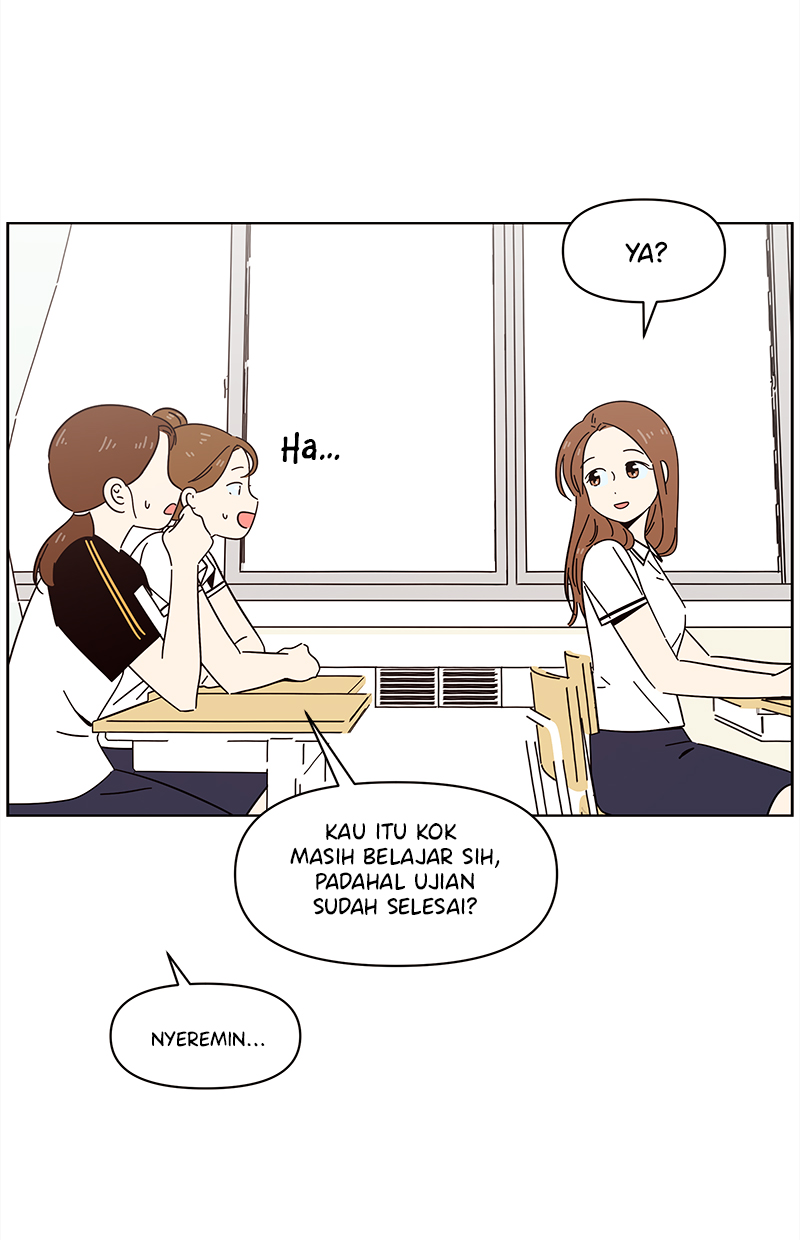 YA?
Ha...
KAU ITU KOK
MASIH BELAJAR SIH,
PADAHAL UJIAN
SUDAH SELESAI?
NYEREMIN...